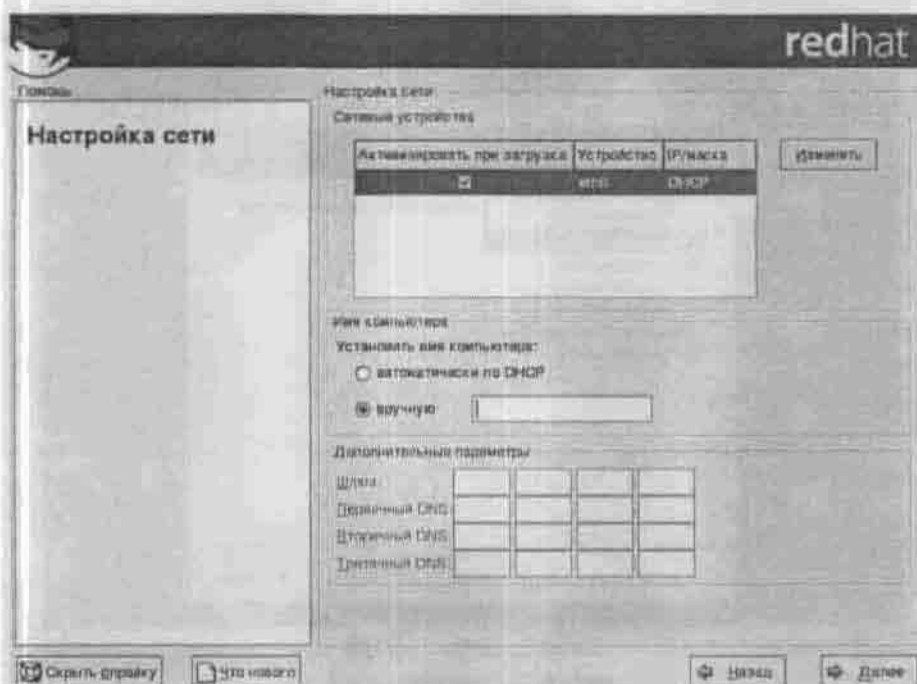 redhat
Помощь
Настройка сети
Настройка сети
Сетевые устройства
Активизировать при загрузке Устройство IP/маска
eth0 DHCP
Изменить
Имя компьютера
Установить имя компьютера:
автоматически по DHCP
вручную
Дополнительные параметры
Шлюз:
Первичный DNS:
Вторичный DNS:
Третичный DNS:
Скрыть справку
Что нового
Назад
Далее